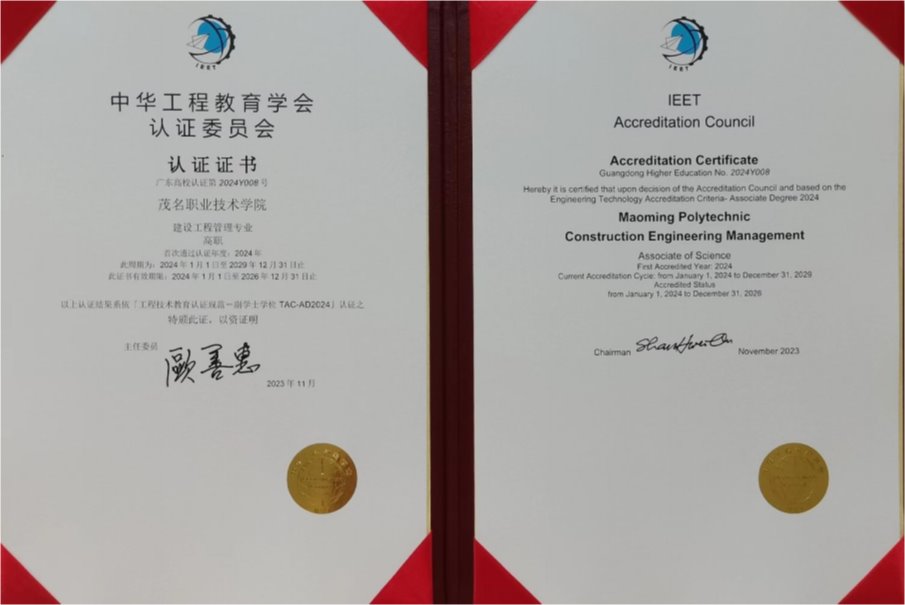 IEET
中华工程教育学会
认证委员会
认证证书
广东高校认证第 2024Y008 号
茂名职业技术学院
建设工程管理专业
高职
首次通过认证年度：2024 年
此周期为：2024 年 1 月 1 日至 2029 年 12 月 31 日止
此证书有效期限：2024 年 1 月 1 日至 2026 年 12 月 31 日止
以上认证结果系依「工程技术教育认证规范－副学士学位 TAC-AD2024」认证之
特颁此证，以资证明
主任委员 歐善惠 2023 年 11 月
IEET
IEET
Accreditation Council
Accreditation Certificate
Guangdong Higher Education No. 2024Y008
Hereby it is certified that upon decision of the Accreditation Council and based on the
Engineering Technology Accreditation Criteria- Associate Degree 2024
Maoming Polytechnic
Construction Engineering Management
Associate of Science
First Accredited Year: 2024
Current Accreditation Cycle: from January 1, 2024 to December 31, 2029
Accredited Status
from January 1, 2024 to December 31, 2026
Chairman Shan Hwei Ou November 2023